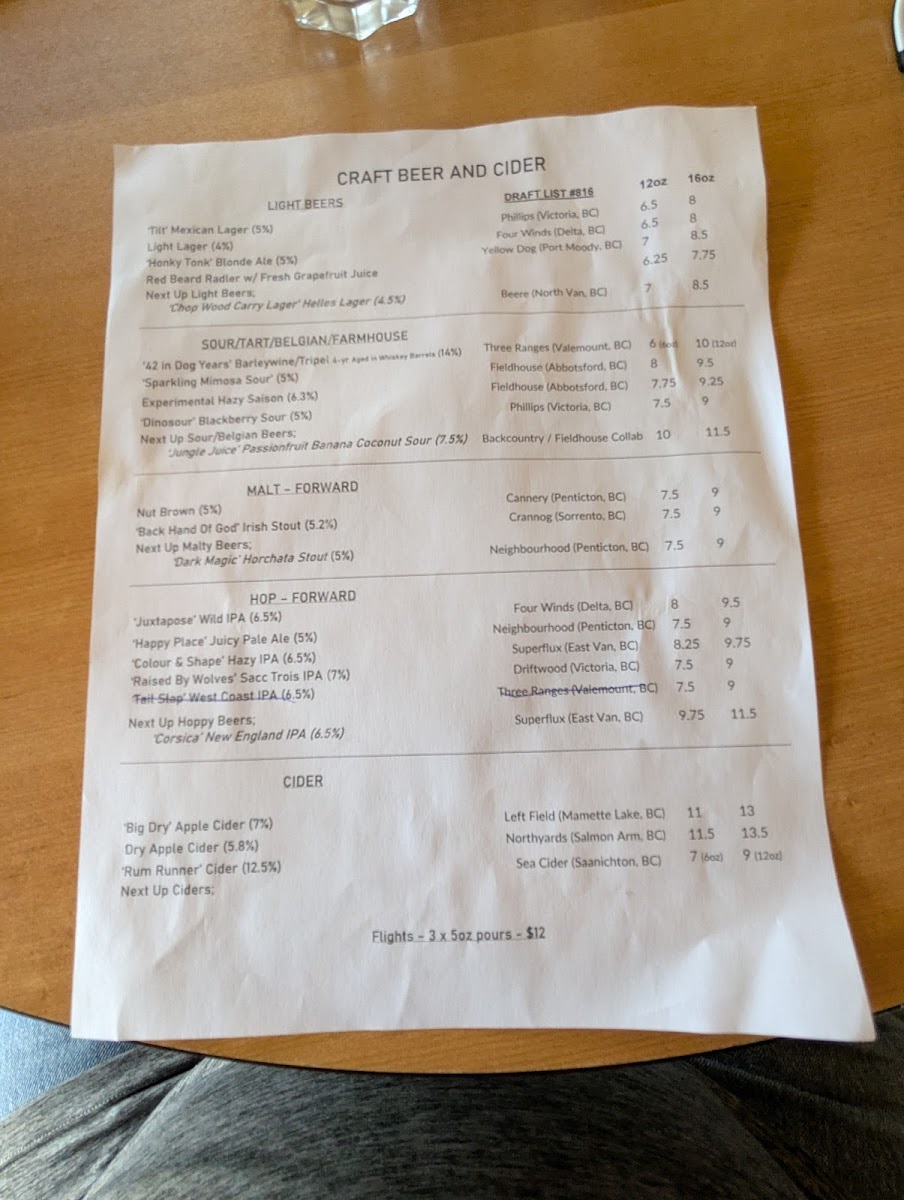 CRAFT BEER AND CIDER
LIGHT BEERS DRAFT LIST #816 12oz 16oz
'Tilt' Mexican Lager (5%) Phillips (Victoria, BC) 6.5 8
Light Lager (4%) Four Winds (Delta, BC) 6.5 8
'Honky Tonk' Blonde Ale (5%) Yellow Dog (Port Moody, BC) 7 8.5
Red Beard Radler w/ Fresh Grapefruit Juice 6.25 7.75
Next Up Light Beers;
'Chop Wood Carry Lager' Helles Lager (4.5%) Beere (North Van, BC) 7 8.5
SOUR/TART/BELGIAN/FARMHOUSE
'42 in Dog Years' Barleywine/Tripel 4-yr Aged in Whiskey Barrels (14%) Three Ranges (Valemount, BC) 6 (6oz) 10 (12oz)
'Sparkling Mimosa Sour' (5%) Fieldhouse (Abbotsford, BC) 8 9.5
Experimental Hazy Saison (6.3%) Fieldhouse (Abbotsford, BC) 7.75 9.25
'Dinosour' Blackberry Sour (5%) Phillips (Victoria, BC) 7.5 9
Next Up Sour/Belgian Beers;
'Jungle Juice' Passionfruit Banana Coconut Sour (7.5%) Backcountry / Fieldhouse Collab 10 11.5
MALT - FORWARD
Nut Brown (5%) Cannery (Penticton, BC) 7.5 9
'Back Hand Of God' Irish Stout (5.2%) Crannog (Sorrento, BC) 7.5 9
Next Up Malty Beers;
'Dark Magic' Horchata Stout (5%) Neighbourhood (Penticton, BC) 7.5 9
HOP - FORWARD
'Juxtapose' Wild IPA (6.5%) Four Winds (Delta, BC) 8 9.5
'Happy Place' Juicy Pale Ale (5%) Neighbourhood (Penticton, BC) 7.5 9
'Colour & Shape' Hazy IPA (6.5%) Superflux (East Van, BC) 8.25 9.75
'Raised By Wolves' Sacc Trois IPA (7%) Driftwood (Victoria, BC) 7.5 9
'Tail Slap' West Coast IPA (6.5%) Three Ranges (Valemount, BC) 7.5 9
Next Up Hoppy Beers;
'Corsica' New England IPA (6.5%) Superflux (East Van, BC) 9.75 11.5
CIDER
'Big Dry' Apple Cider (7%) Left Field (Mamette Lake, BC) 11 13
Dry Apple Cider (5.8%) Northyards (Salmon Arm, BC) 11.5 13.5
'Rum Runner' Cider (12.5%) Sea Cider (Saanichton, BC) 7 (6oz) 9 (12oz)
Next Up Ciders;
Flights - 3 x 5oz pours - $12